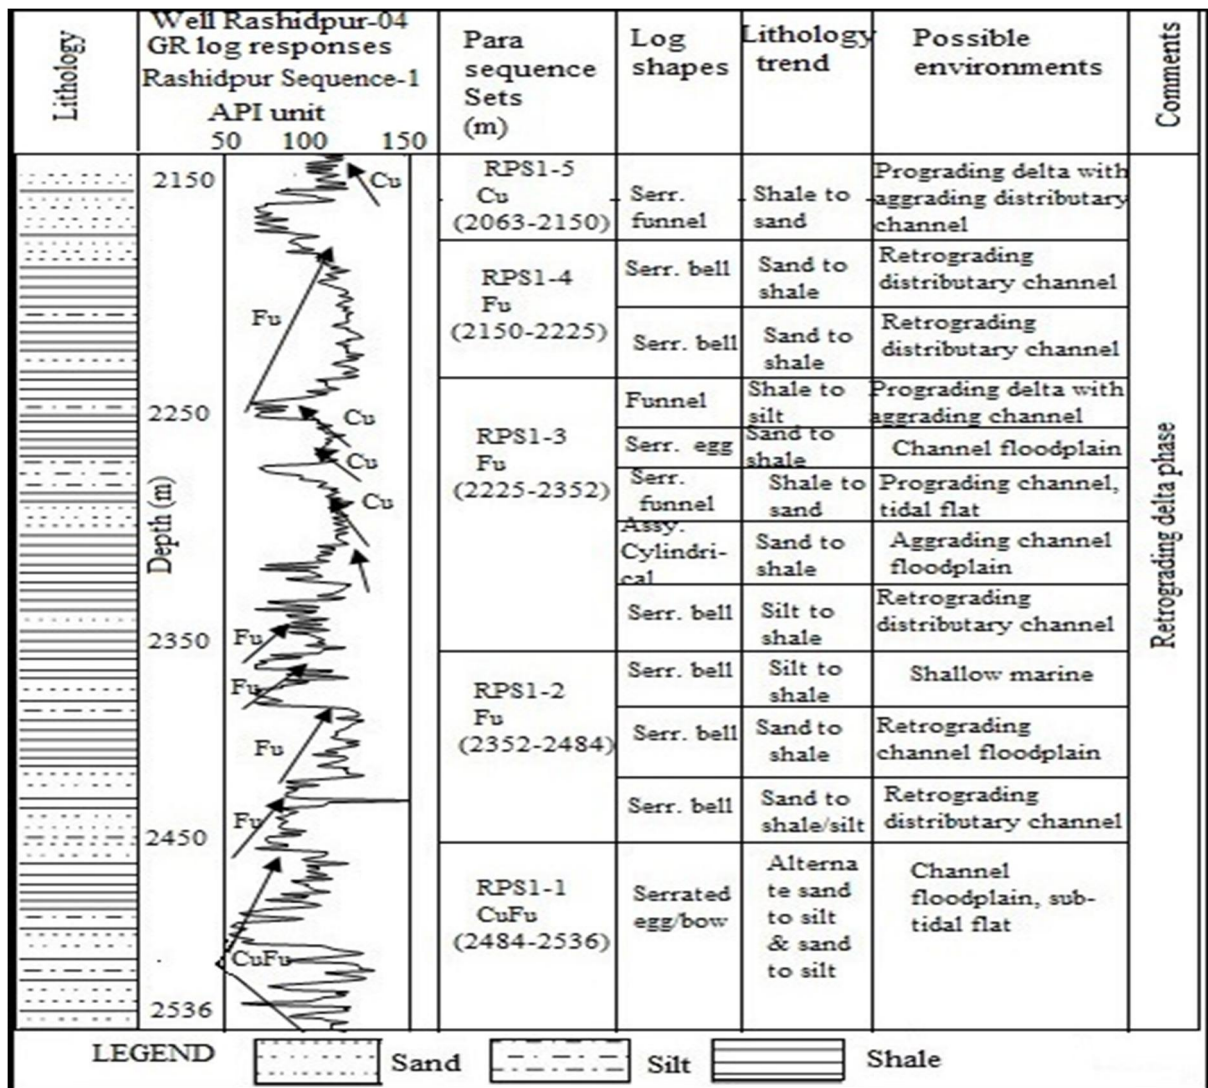 Lithology
Well Rashidpur-04
GR log responses
Rashidpur Sequence-1
API unit
50 100 150
Para
sequence
Sets
(m)
Log
shapes
Lithology
trend
Possible
environments
Comments
Depth (m)
2150
2250
2350
2450
2536
Cu
Fu
Cu
Cu
Cu
Fu
Fu
Fu
Fu
CuFu
RPS1-5
Cu
(2063-2150)
Serr.
funnel
Shale to
sand
Prograding delta with
aggrading distributary
channel
RPS1-4
Fu
(2150-2225)
Serr. bell
Sand to
shale
Retrograding
distributary channel
Serr. bell
Sand to
shale
Retrograding
distributary channel
RPS1-3
Fu
(2225-2352)
Funnel
Shale to
silt
Prograding delta with
aggrading channel
Serr. egg
Sand to
shale
Channel floodplain
Serr.
funnel
Shale to
sand
Prograding channel,
tidal flat
Assy.
Cylindri-
cal
Sand to
shale
Aggrading channel
floodplain
Serr. bell
Silt to
shale
Retrograding
distributary channel
RPS1-2
Fu
(2352-2484)
Serr. bell
Silt to
shale
Shallow marine
Serr. bell
Sand to
shale
Retrograding
channel floodplain
Serr. bell
Sand to
shale/silt
Retrograding
distributary channel
RPS1-1
CuFu
(2484-2536)
Serrated
egg/bow
Alterna
te sand
to silt
& sand
to silt
Channel
floodplain, sub-
tidal flat
Retrograding delta phase
LEGEND
Sand
Silt
Shale